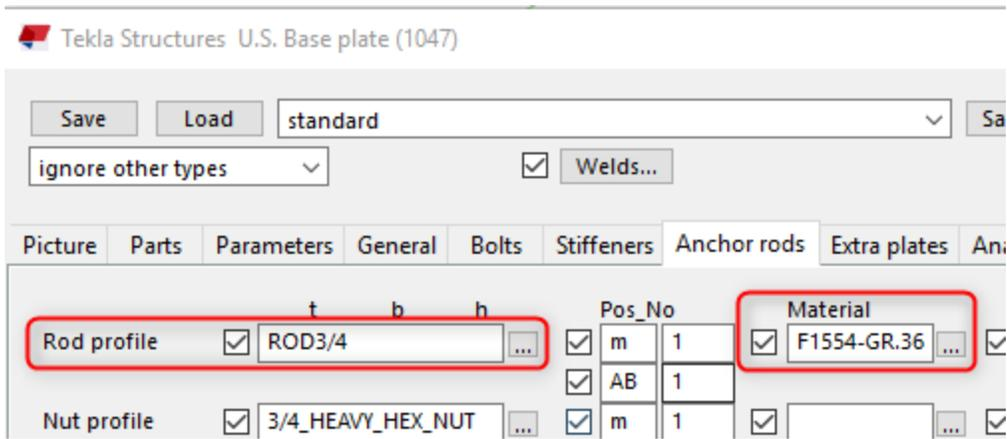 Tekla Structures U.S. Base plate (1047)
Save Load standard Sa
ignore other types Welds...
Picture Parts Parameters General Bolts Stiffeners Anchor rods Extra plates Ana
t b h Pos_No Material
Rod profile ROD3/4 ... m 1 F1554-GR.36 ...
AB 1
Nut profile 3/4_HEAVY_HEX_NUT ... m 1 ...